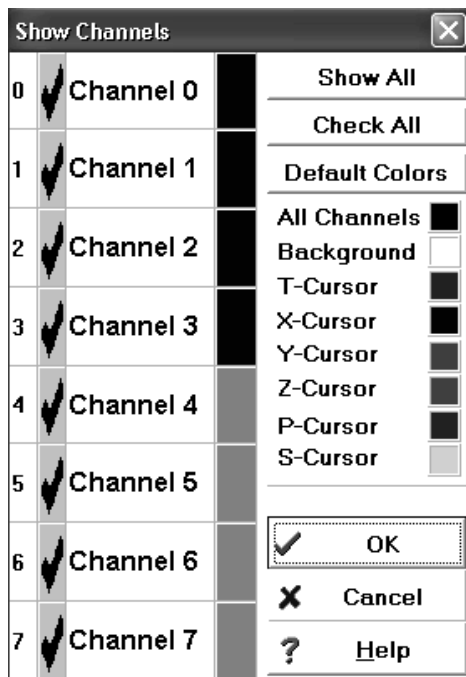 Show Channels
0 Channel 0
1 Channel 1
2 Channel 2
3 Channel 3
4 Channel 4
5 Channel 5
6 Channel 6
7 Channel 7
Show All
Check All
Default Colors
All Channels
Background
T-Cursor
X-Cursor
Y-Cursor
Z-Cursor
P-Cursor
S-Cursor
OK
Cancel
? Help